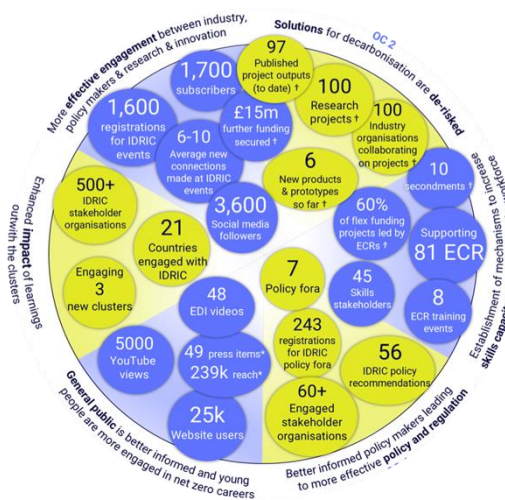 More effective engagement between industry,
policy makers & research & innovation
1,700
subscribers
1,600
registrations
for IDRIC
events
£15m
further funding
secured †
6-10
Average new
connections
made at IDRIC
events
3,600
Social media
followers
Solutions for decarbonisation are de-risked
OC 2
97
Published
project outputs
(to date) †
100
Research
projects †
100
Industry
organisations
collaborating
on projects †
6
New products
& prototypes
so far †
Establishment of mechanisms to increase
skills capac
workforce
10
secondments †
60%
of flex funding
projects led by
ECRs †
Supporting
81 ECR
45
Skills
stakeholders
8
ECR training
events
Better informed policy makers leading
to more effective policy and regulation
7
Policy fora
243
registrations
for IDRIC
policy fora
56
IDRIC policy
recommendations
60+
Engaged
stakeholder
organisations
General public is better informed and young
people are more engaged in net zero careers
48
EDI videos
49 press items*
239k reach*
5000
YouTube
views
25k
Website users
Enhanced impact of learnings
outwith the clusters
500+
IDRIC
stakeholder
organisations
21
Countries
engaged with
IDRIC
Engaging
3
new clusters